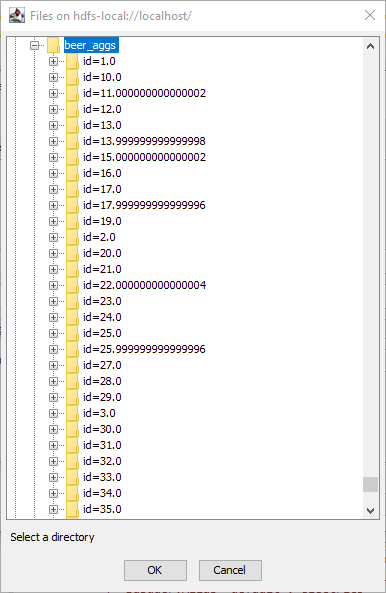 Files on hdfs-local://localhost/
beer_aggs
id=1.0
id=10.0
id=11.000000000000002
id=12.0
id=13.0
id=13.999999999999998
id=15.000000000000002
id=16.0
id=17.0
id=17.999999999999996
id=19.0
id=2.0
id=20.0
id=21.0
id=22.000000000000004
id=23.0
id=24.0
id=25.0
id=25.999999999999996
id=27.0
id=28.0
id=29.0
id=3.0
id=30.0
id=31.0
id=32.0
id=33.0
id=34.0
id=35.0
Select a directory
OK
Cancel